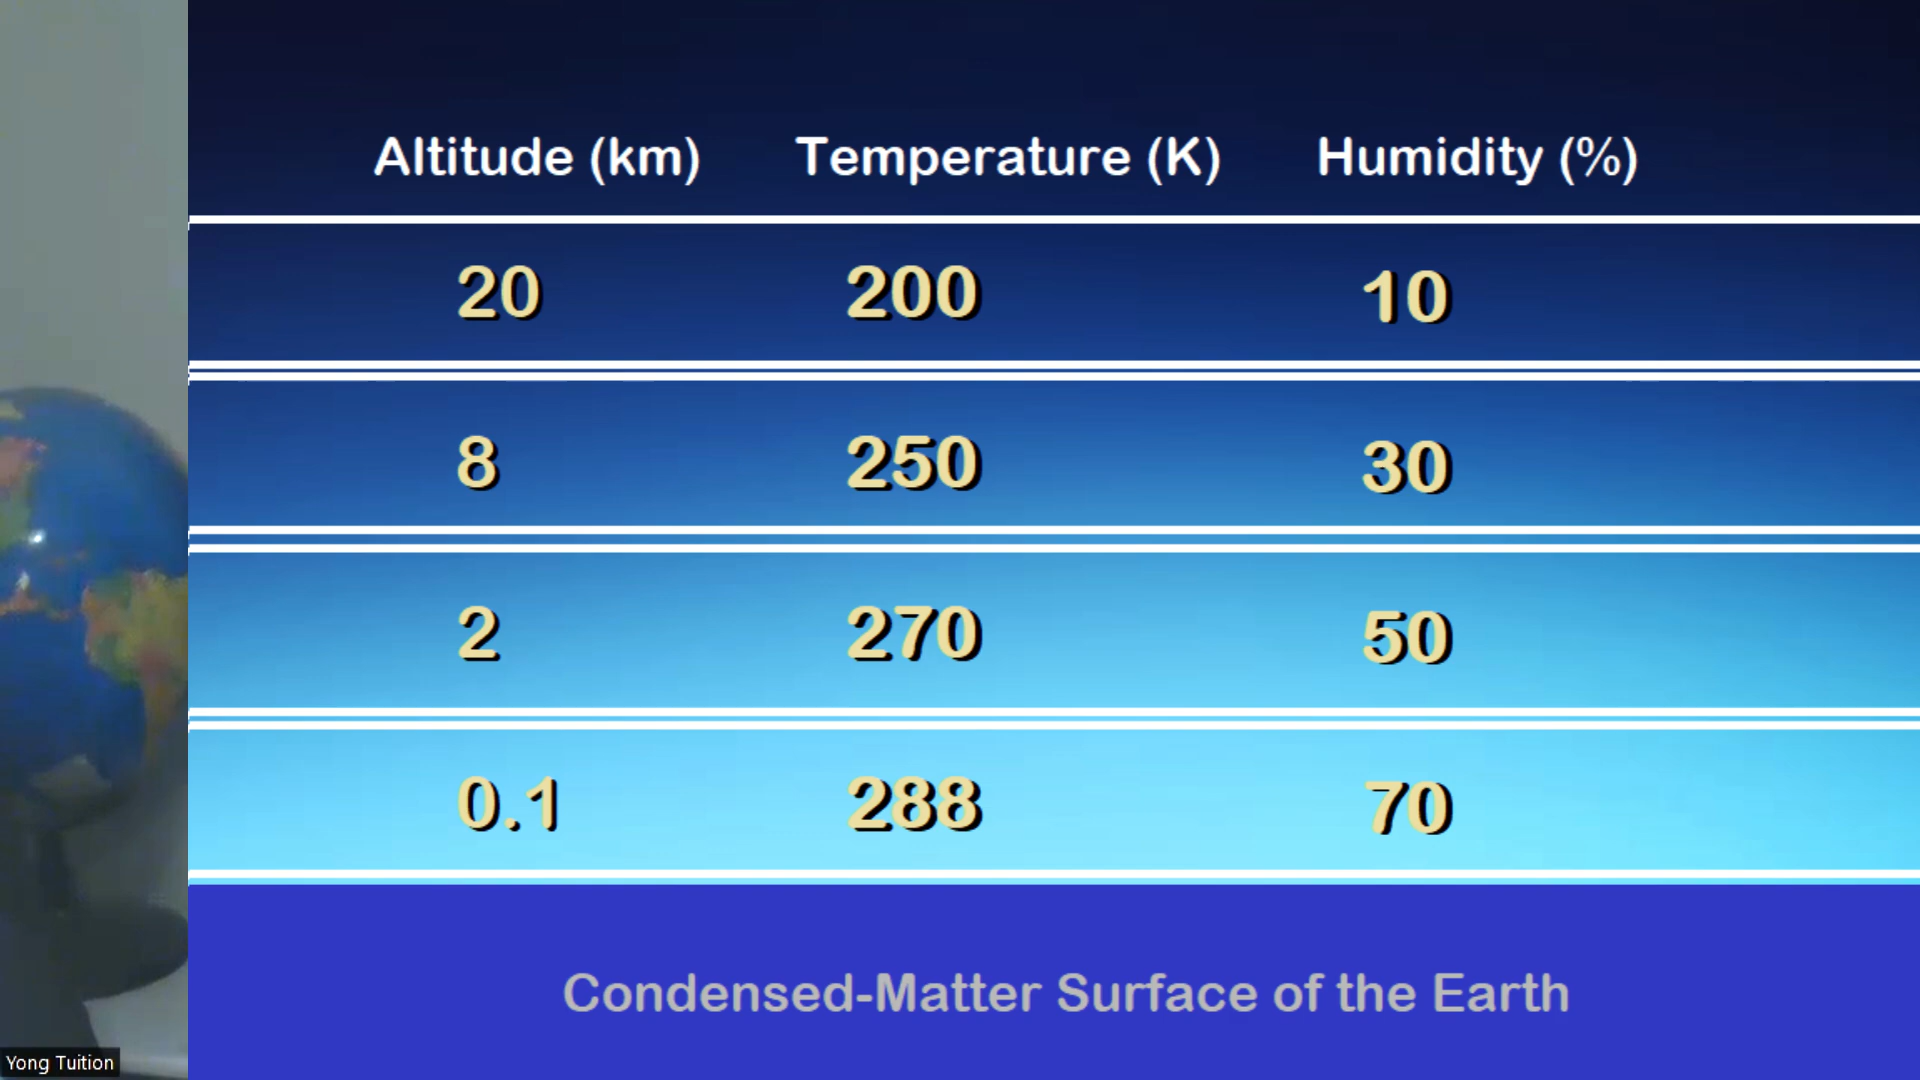 Altitude (km) Temperature (K) Humidity (%)
20 200 10
8 250 30
2 270 50
0.1 288 70
Condensed-Matter Surface of the Earth
Yong Tuition